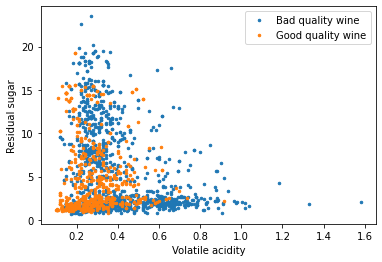 Bad quality wine
Good quality wine
Residual sugar
20
15
10
5
0
0.2 0.4 0.6 0.8 1.0 1.2 1.4 1.6
Volatile acidity